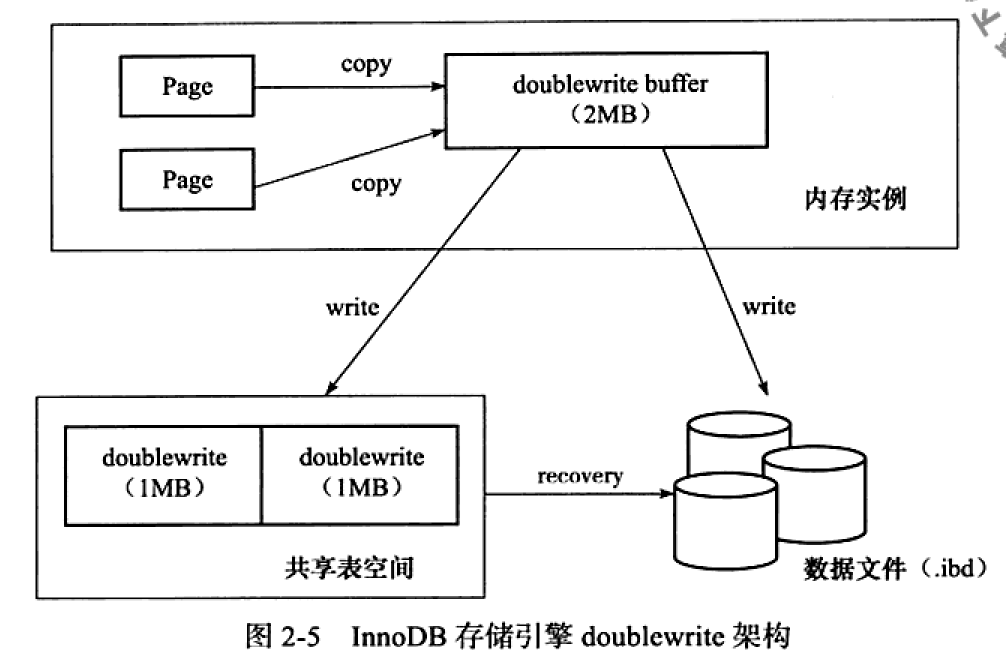 Page
copy
doublewrite buffer
（2MB）
Page
copy
内存实例
write
write
doublewrite
（1MB）
doublewrite
（1MB）
recovery
共享表空间
数据文件（.ibd）
图 2-5 InnoDB 存储引擎 doublewrite 架构